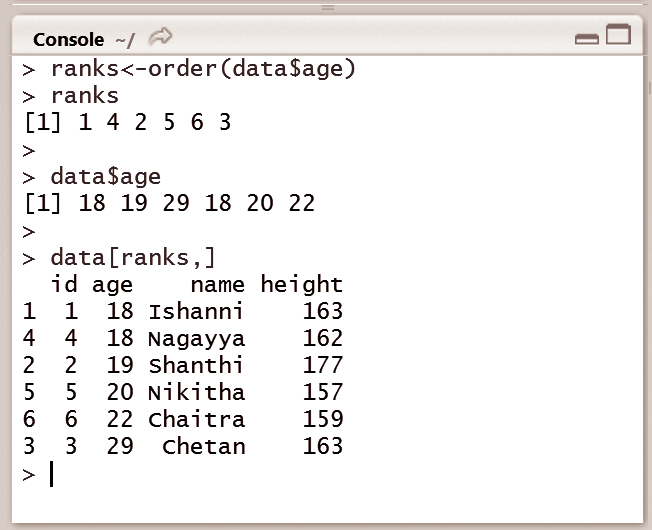 Console ~/
> ranks<-order(data$age)
> ranks
[1] 1 4 2 5 6 3
>
> data$age
[1] 18 19 29 18 20 22
>
> data[ranks,]
  id age    name height
1  1  18 Ishanni    163
4  4  18 Nagayya    162
2  2  19 Shanthi    177
5  5  20 Nikitha    157
6  6  22 Chaitra    159
3  3  29  Chetan    163
>